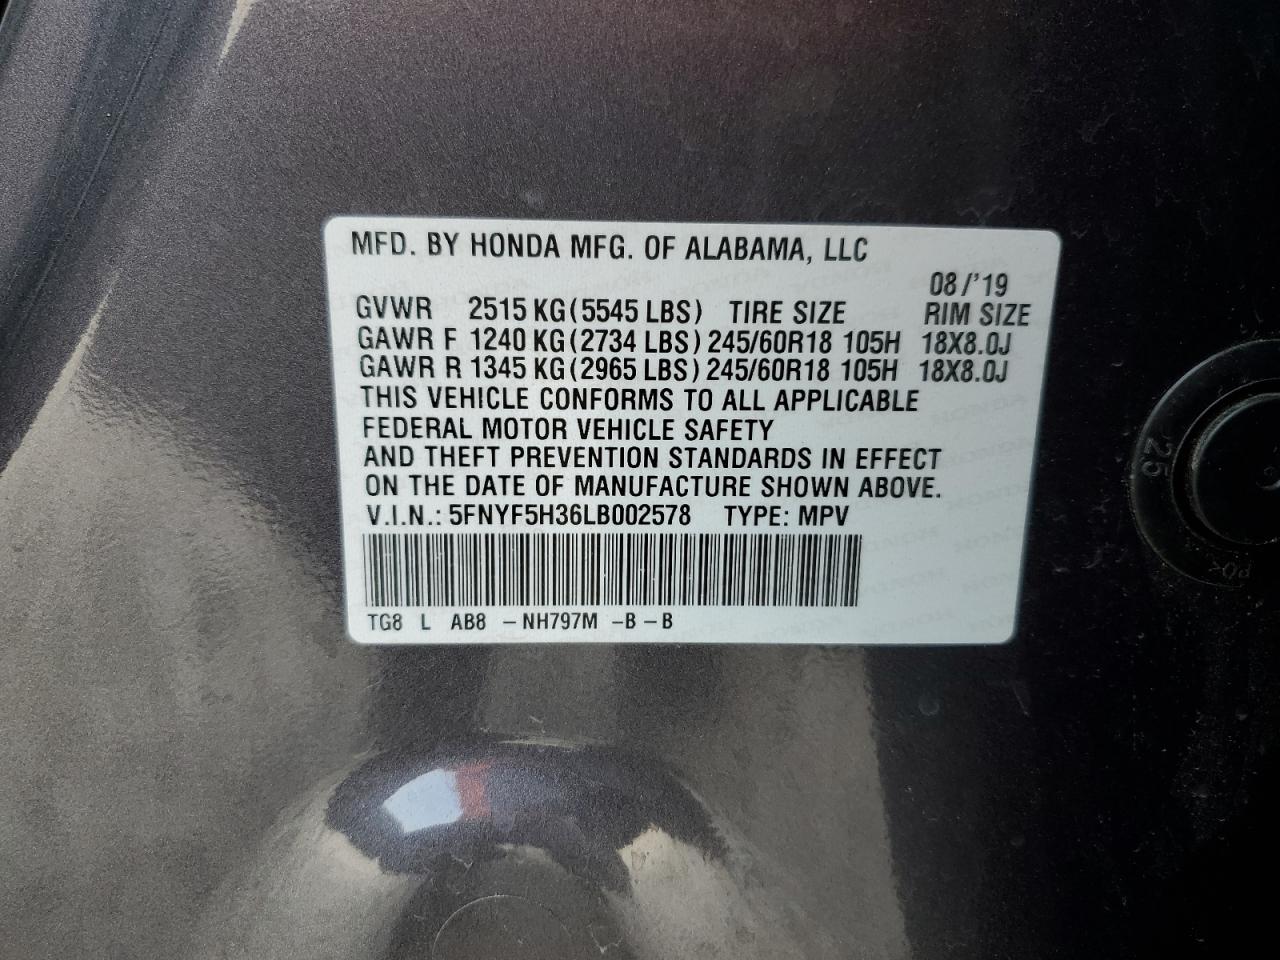 MFD. BY HONDA MFG. OF ALABAMA, LLC
08/'19
GVWR 2515 KG (5545 LBS) TIRE SIZE RIM SIZE
GAWR F 1240 KG (2734 LBS) 245/60R18 105H 18X8.0J
GAWR R 1345 KG (2965 LBS) 245/60R18 105H 18X8.0J
THIS VEHICLE CONFORMS TO ALL APPLICABLE
FEDERAL MOTOR VEHICLE SAFETY
AND THEFT PREVENTION STANDARDS IN EFFECT
ON THE DATE OF MANUFACTURE SHOWN ABOVE.
V.I.N.: 5FNYF5H36LB002578 TYPE: MPV
TG8 L AB8 - NH797M - B - B
25